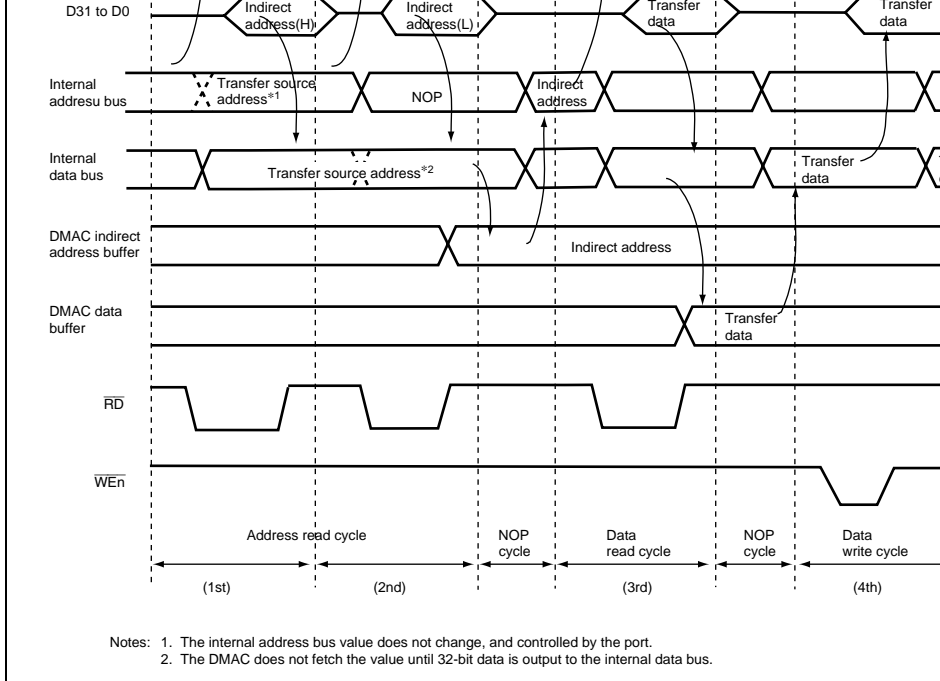 D31 to D0
Indirect
address(H)
Indirect
address(L)
Transfer
data
Transfer
data
Internal
addresu bus
Transfer source
address*1
NOP
Indirect
address
Internal
data bus
Transfer source address*2
Transfer
data
DMAC indirect
address buffer
Indirect address
DMAC data
buffer
Transfer
data
RD
WEn
Address read cycle
NOP
cycle
Data
read cycle
NOP
cycle
Data
write cycle
(1st)
(2nd)
(3rd)
(4th)
Notes: 1. The internal address bus value does not change, and controlled by the port.
2. The DMAC does not fetch the value until 32-bit data is output to the internal data bus.